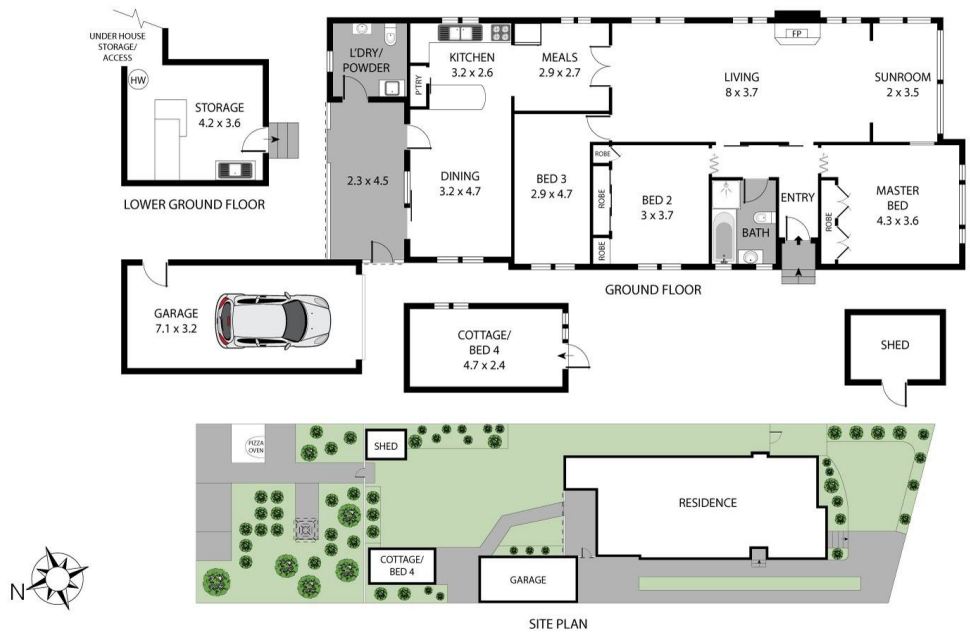 UNDER HOUSE
STORAGE/
ACCESS
HW
STORAGE
4.2 x 3.6
LOWER GROUND FLOOR
L'DRY/
POWDER
2.3 x 4.5
P'TRY
KITCHEN
3.2 x 2.6
MEALS
2.9 x 2.7
DINING
3.2 x 4.7
BED 3
2.9 x 4.7
ROBE
ROBE
ROBE
BED 2
3 x 3.7
LIVING
8 x 3.7
FP
SUNROOM
2 x 3.5
BATH
ENTRY
ROBE
MASTER
BED
4.3 x 3.6
GROUND FLOOR
GARAGE
7.1 x 3.2
COTTAGE/
BED 4
4.7 x 2.4
SHED
PIZZA
OVEN
SHED
RESIDENCE
COTTAGE/
BED 4
GARAGE
N
SITE PLAN